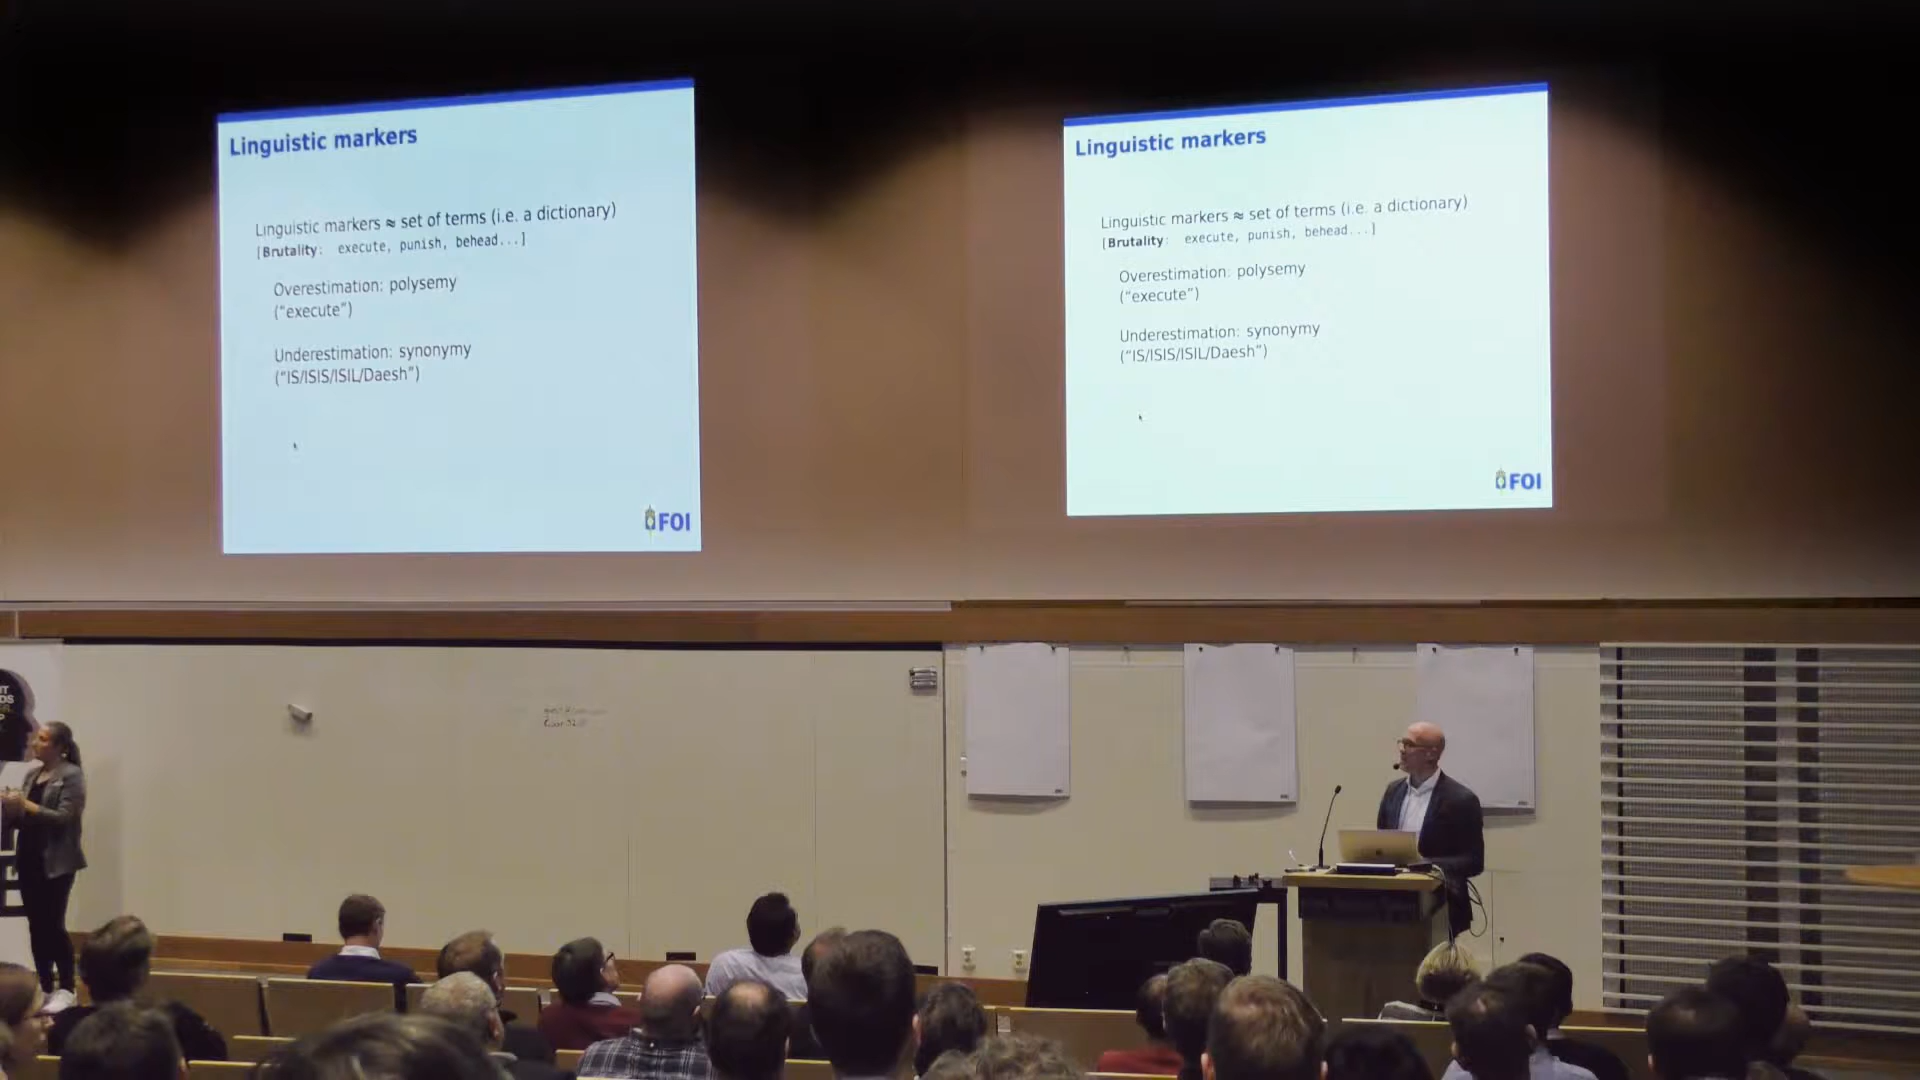 Linguistic markers
Linguistic markers ≈ set of terms (i.e. a dictionary)
[Brutality: execute, punish, behead...]
Overestimation: polysemy
(“execute”)
Underestimation: synonymy
(“IS/ISIS/ISIL/Daesh”)
FOI
Linguistic markers
Linguistic markers ≈ set of terms (i.e. a dictionary)
[Brutality: execute, punish, behead...]
Overestimation: polysemy
(“execute”)
Underestimation: synonymy
(“IS/ISIS/ISIL/Daesh”)
FOI